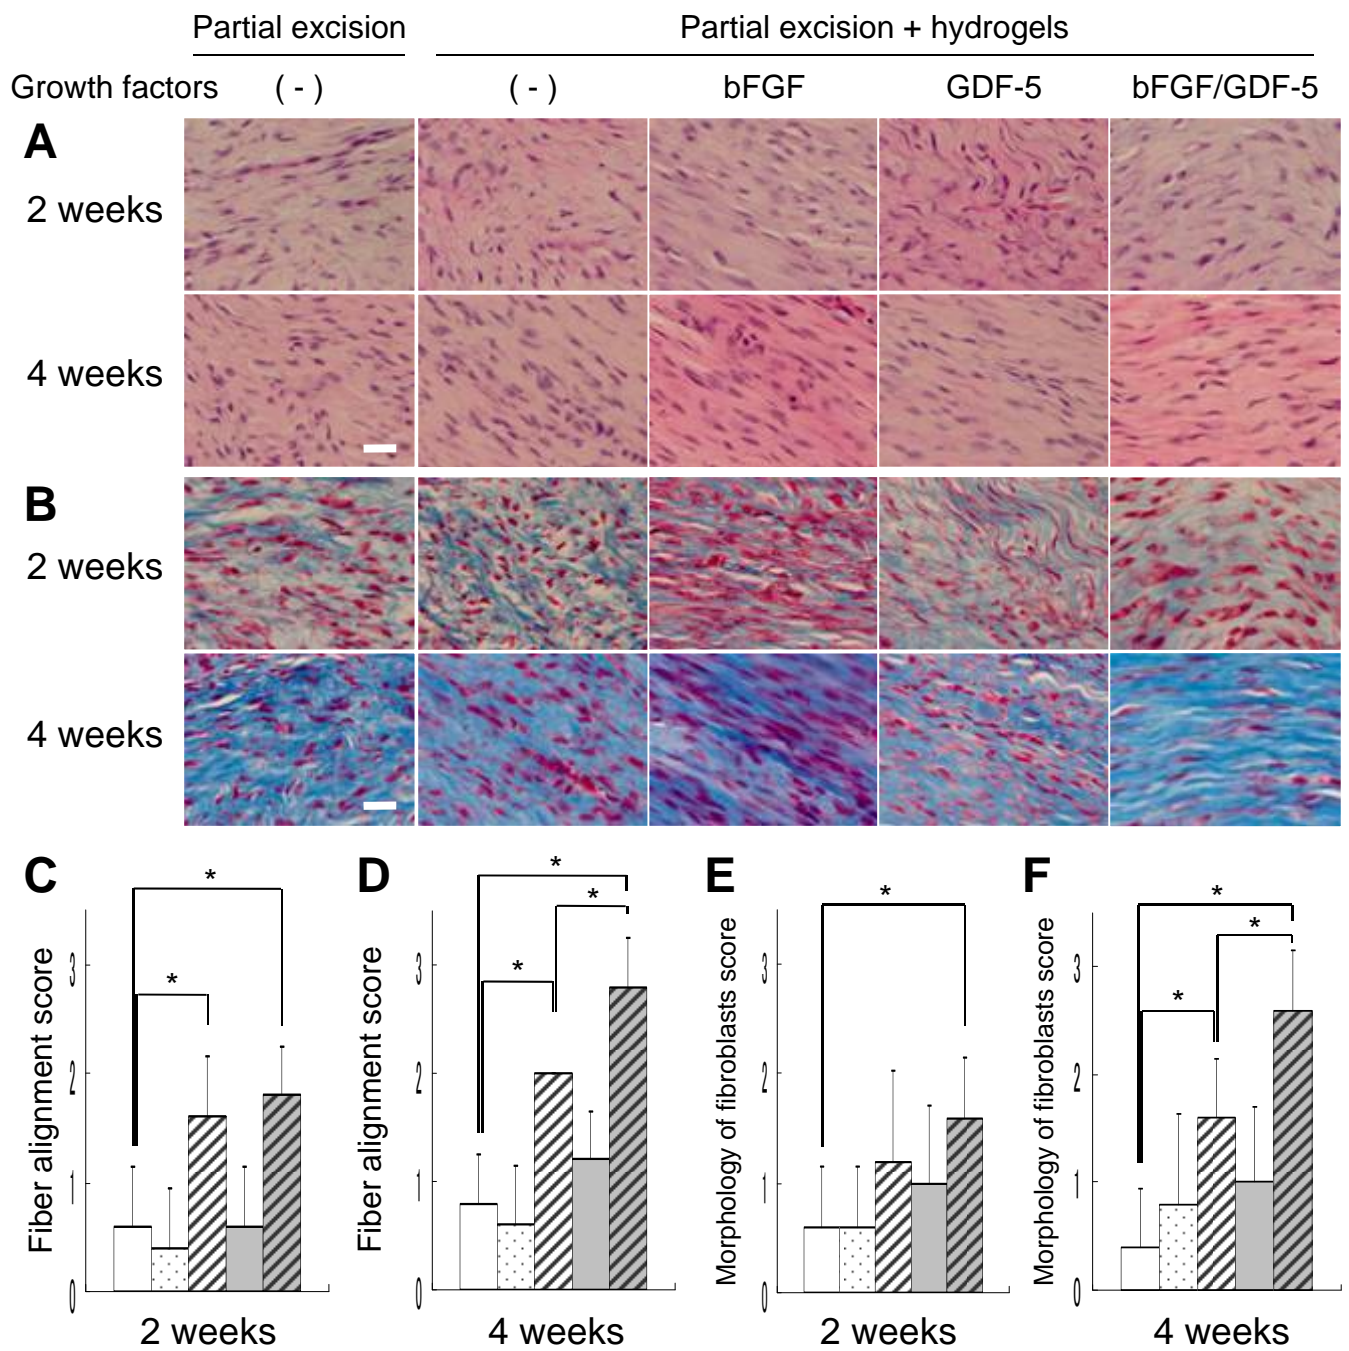 Partial excision Partial excision + hydrogels
Growth factors ( - ) ( - ) bFGF GDF-5 bFGF/GDF-5
A
2 weeks
4 weeks
B
2 weeks
4 weeks
C
*
*
Fiber alignment score
3
2
1
0
2 weeks
D
*
*
*
Fiber alignment score
3
2
1
0
4 weeks
E
*
Morphology of fibroblasts score
3
2
1
0
2 weeks
F
*
*
*
Morphology of fibroblasts score
3
2
1
0
4 weeks